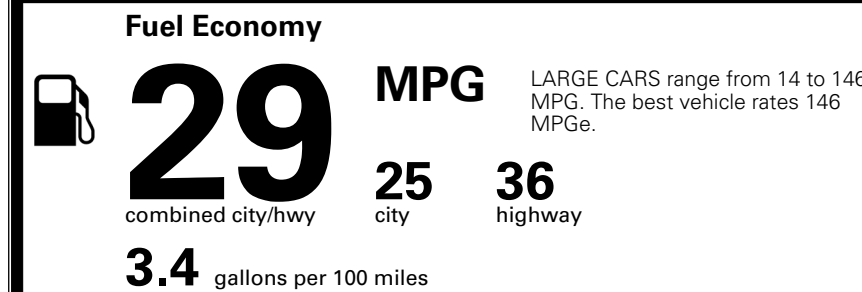 Fuel Economy
29
MPG
LARGE CARS range from 14 to 146
MPG. The best vehicle rates 146
MPGe.
25
36
combined city/hwy
city
highway
3.4 gallons per 100 miles